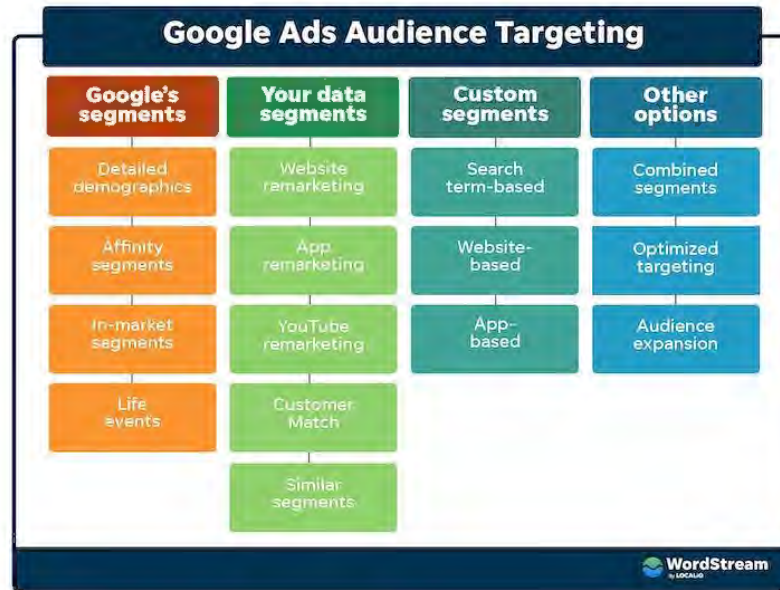 Google Ads Audience Targeting
Google's
segments
Detailed
demographics
Affinity
segments
In-market
segments
Life
events
Your data
segments
Website
remarketing
App
remarketing
YouTube
remarketing
Customer
Match
Similar
segments
Custom
segments
Search
term-based
Website-
based
App-
based
Other
options
Combined
segments
Optimized
targeting
Audience
expansion
WordStream
By LOCALiQ